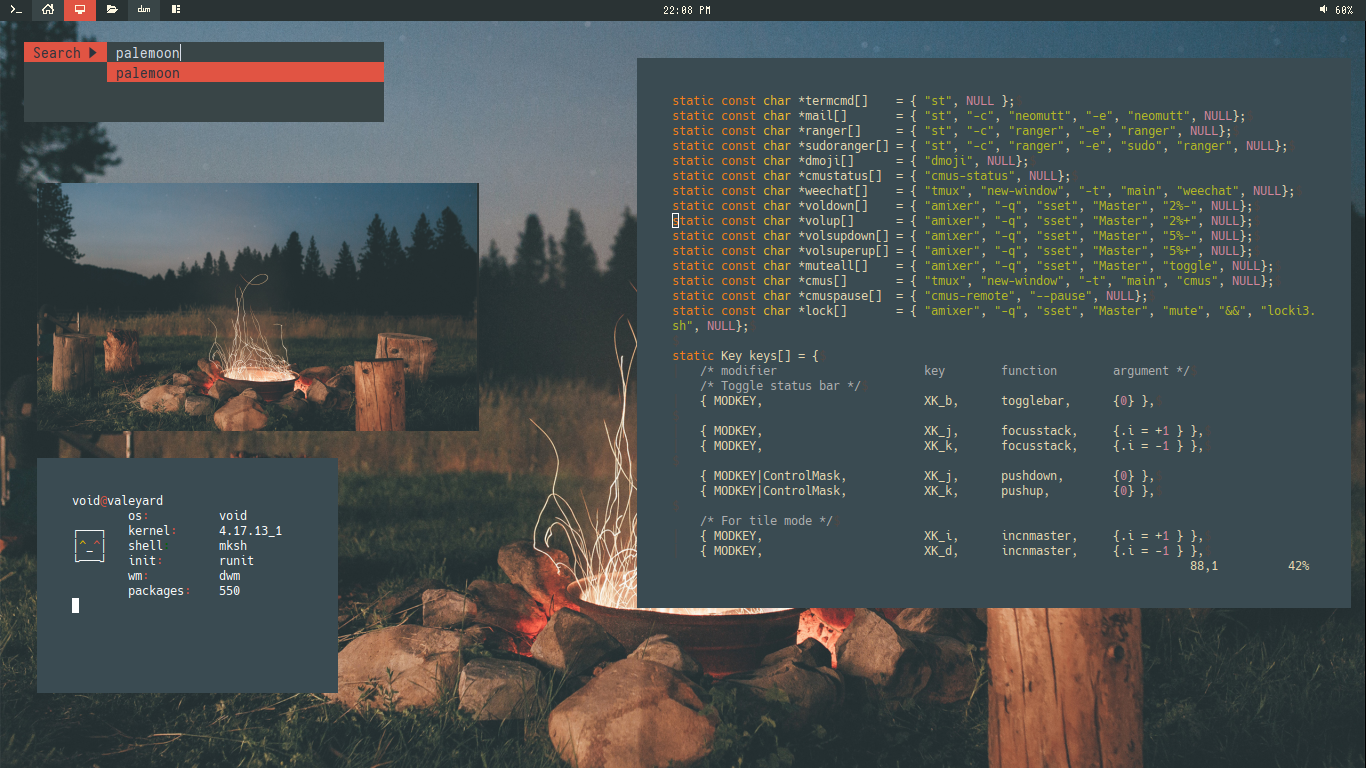 >_ dwm 22:08 PM 60%
Search ▶ palemoon
palemoon
static const char *termcmd[]    = { "st", NULL };
static const char *mail[]       = { "st", "-c", "neomutt", "-e", "neomutt", NULL};
static const char *ranger[]     = { "st", "-c", "ranger", "-e", "ranger", NULL};
static const char *sudoranger[] = { "st", "-c", "ranger", "-e", "sudo", "ranger", NULL};
static const char *dmoji[]      = { "dmoji", NULL};
static const char *cmustatus[]  = { "cmus-status", NULL};
static const char *weechat[]    = { "tmux", "new-window", "-t", "main", "weechat", NULL};
static const char *voldown[]    = { "amixer", "-q", "sset", "Master", "2%-", NULL};
static const char *volup[]      = { "amixer", "-q", "sset", "Master", "2%+", NULL};
static const char *volsupdown[] = { "amixer", "-q", "sset", "Master", "5%-", NULL};
static const char *volsuperup[] = { "amixer", "-q", "sset", "Master", "5%+", NULL};
static const char *muteall[]    = { "amixer", "-q", "sset", "Master", "toggle", NULL};
static const char *cmus[]       = { "tmux", "new-window", "-t", "main", "cmus", NULL};
static const char *cmuspause[]  = { "cmus-remote", "--pause", NULL};
static const char *lock[]       = { "amixer", "-q", "sset", "Master", "mute", "&&", "locki3.
sh", NULL};
static Key keys[] = {
    /* modifier                     key        function        argument */
    /* Toggle status bar */
    { MODKEY,                       XK_b,      togglebar,      {0} },
    { MODKEY,                       XK_j,      focusstack,     {.i = +1 } },
    { MODKEY,                       XK_k,      focusstack,     {.i = -1 } },
    { MODKEY|ControlMask,           XK_j,      pushdown,       {0} },
    { MODKEY|ControlMask,           XK_k,      pushup,         {0} },
    /* For tile mode */
    { MODKEY,                       XK_i,      incnmaster,     {.i = +1 } },
    { MODKEY,                       XK_d,      incnmaster,     {.i = -1 } },
88,1          42%
void@valeyard
os:          void
kernel:      4.17.13_1
^_^ shell        mksh
init:        runit
wm:          dwm
packages:    550